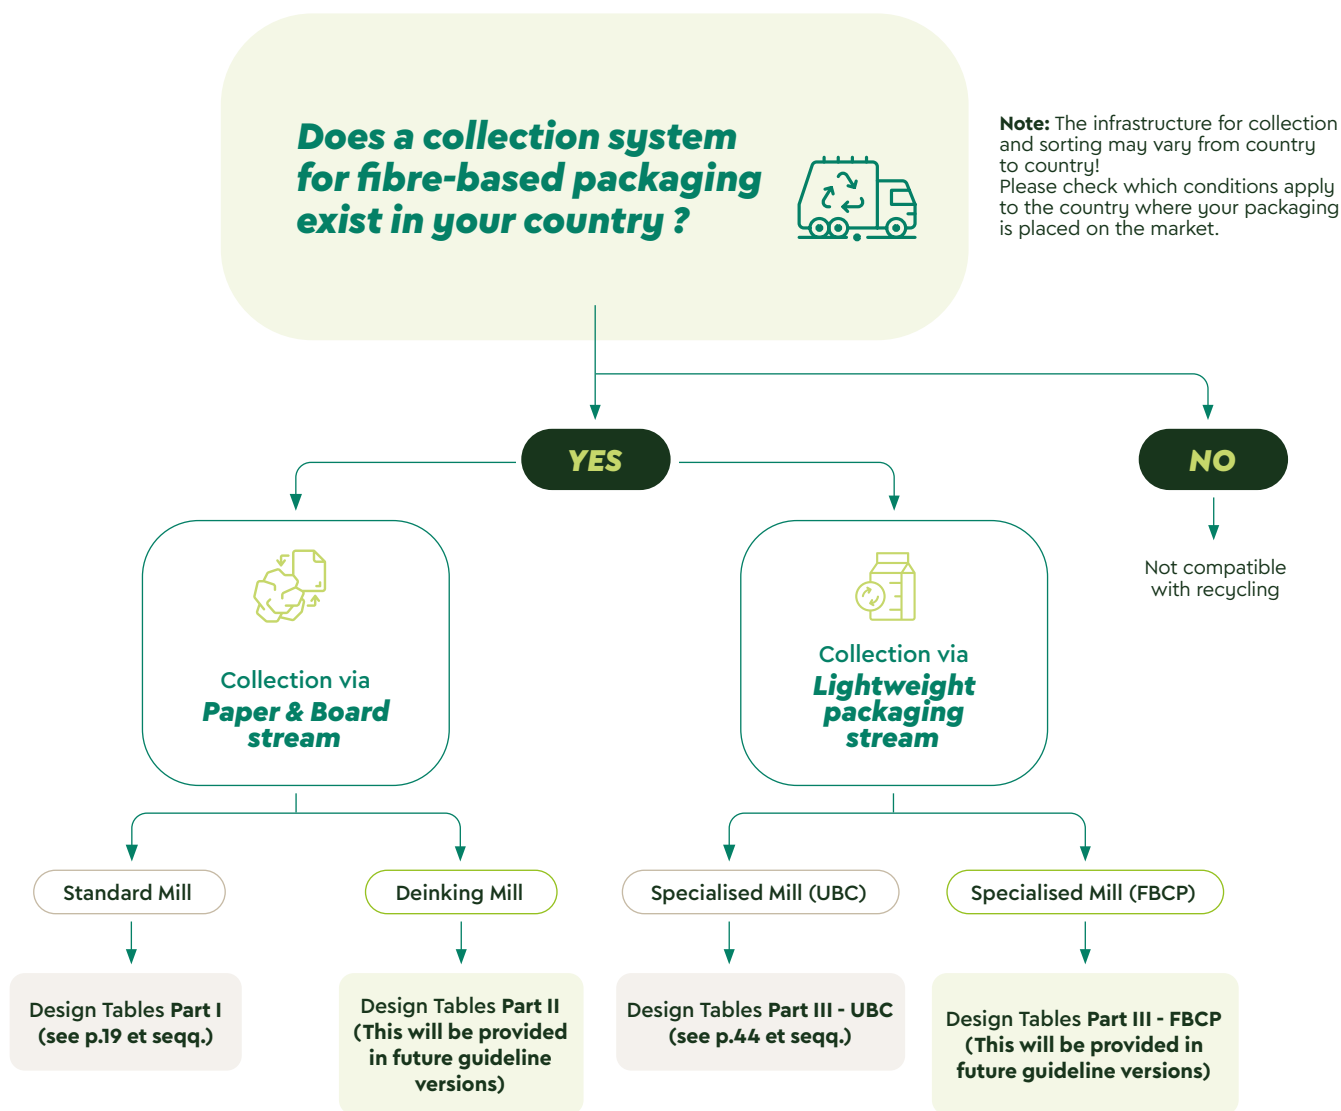 Does a collection system
for fibre-based packaging
exist in your country ?
Note: The infrastructure for collection
and sorting may vary from country
to country!
Please check which conditions apply
to the country where your packaging
is placed on the market.
YES
NO
Not compatible
with recycling
Collection via
Paper & Board
stream
Collection via
Lightweight
packaging
stream
Standard Mill
Deinking Mill
Specialised Mill (UBC)
Specialised Mill (FBCP)
Design Tables Part I
(see p.19 et seqq.)
Design Tables Part II
(This will be provided
in future guideline
versions)
Design Tables Part III - UBC
(see p.44 et seqq.)
Design Tables Part III - FBCP
(This will be provided in
future guideline versions)